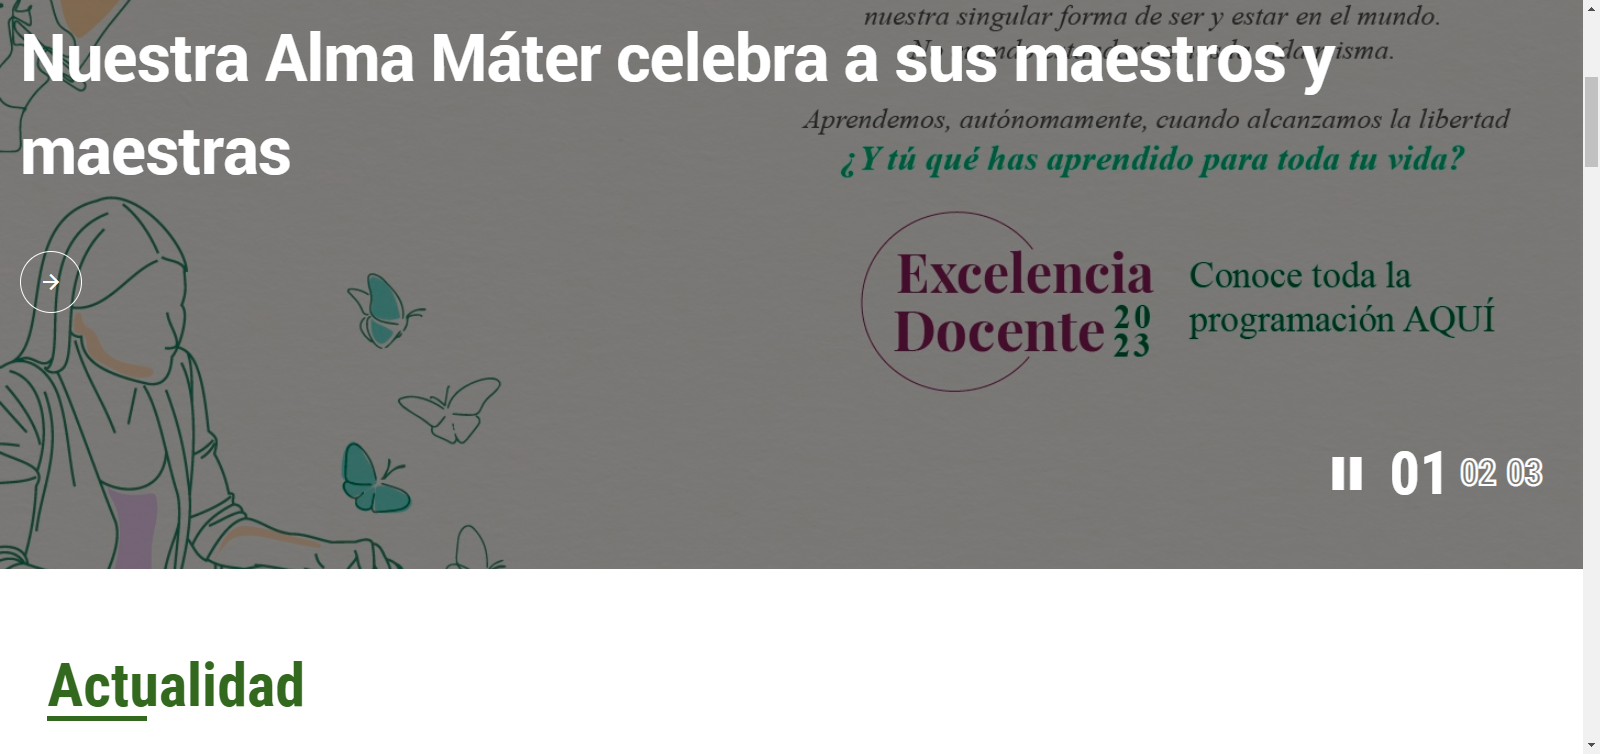 nuestra singular forma de ser y estar en el mundo.
Nuestra Alma Máter celebra a sus maestros y
maestras
Aprendemos, autónomamente, cuando alcanzamos la libertad
¿Y tú qué has aprendido para toda tu vida?
Excelencia
Docente 2023
Conoce toda la
programación AQUÍ
01 02 03
Actualidad